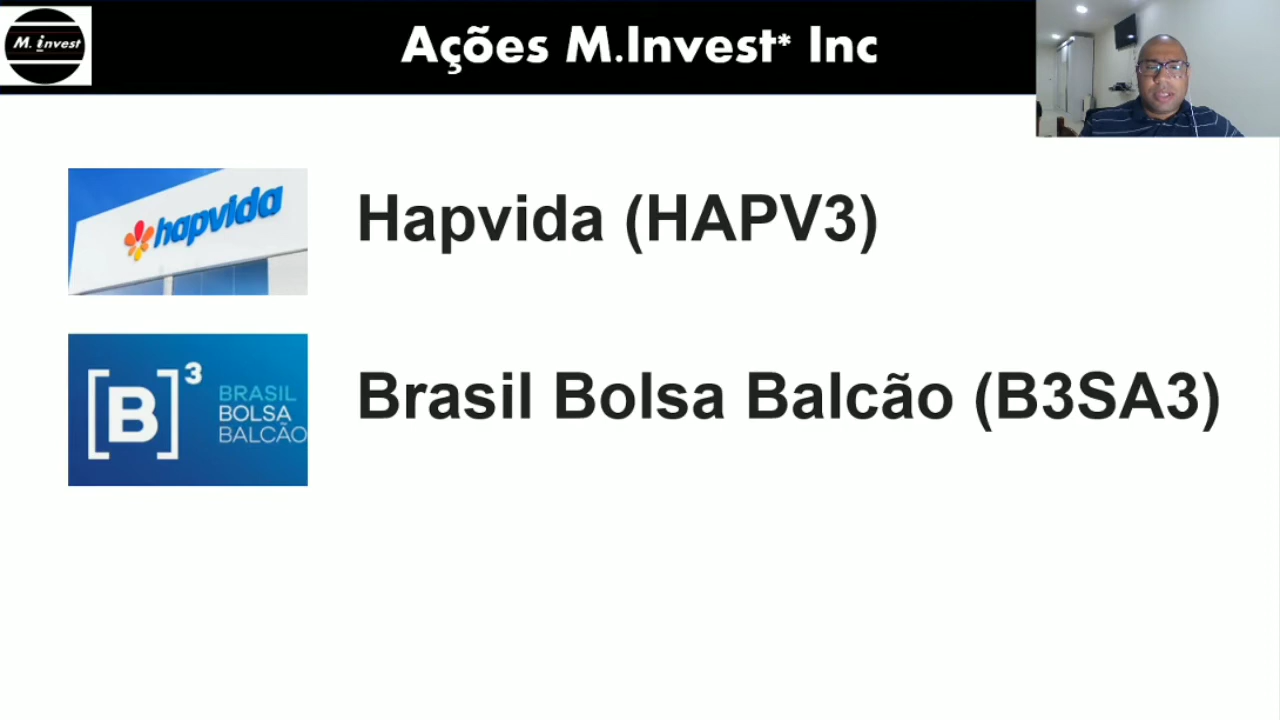 M. invest
Ações M.Invest* Inc
hapvida
Hapvida (HAPV3)
[B]³
BRASIL
BOLSA
BALCÃO
Brasil Bolsa Balcão (B3SA3)